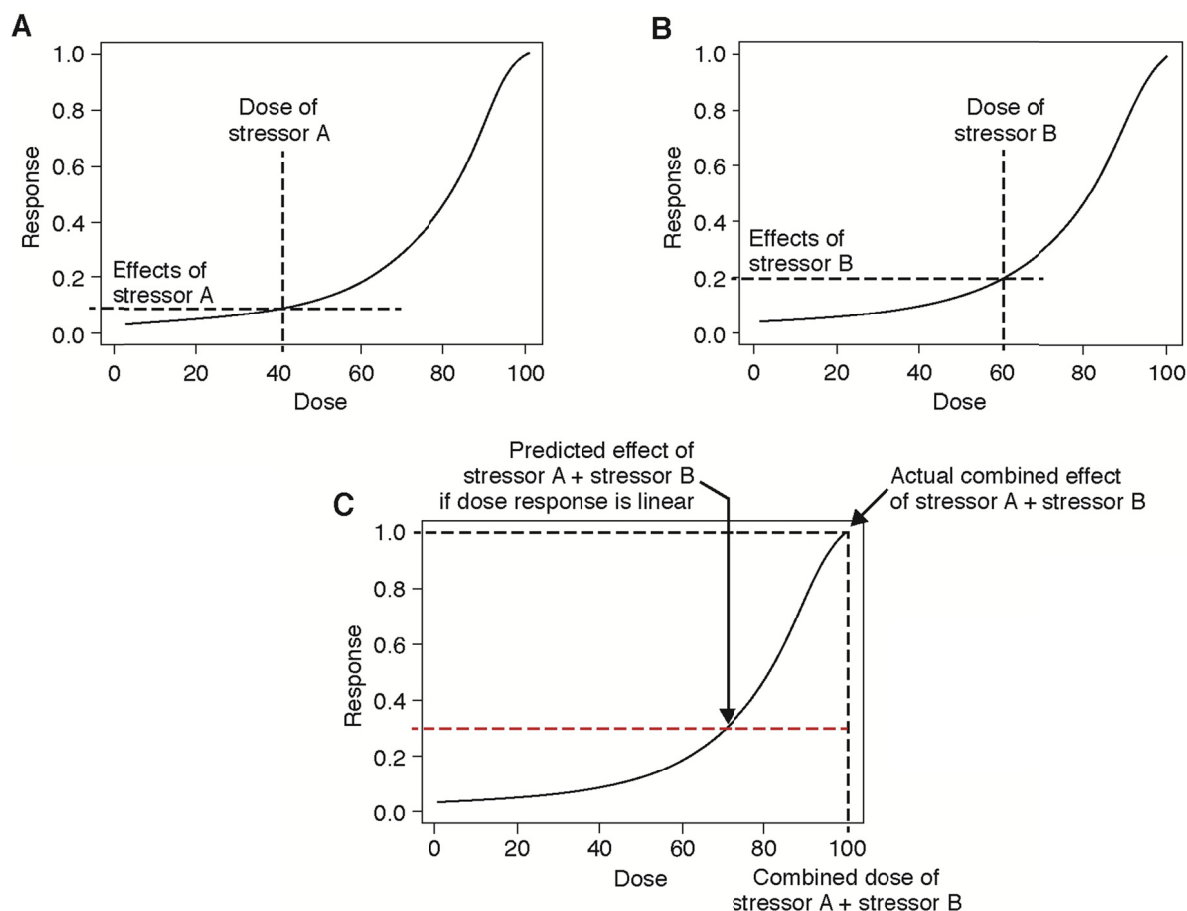 A
1.0
0.8
0.6
0.4
0.2
0.0
Response
Dose of
stressor A
Effects of
stressor A
0 20 40 60 80 100
Dose
B
1.0
0.8
0.6
0.4
0.2
0.0
Response
Dose of
stressor B
Effects of
stressor B
0 20 40 60 80 100
Dose
C
Predicted effect of
stressor A + stressor B
if dose response is linear
Actual combined effect
of stressor A + stressor B
1.0
0.8
0.6
0.4
0.2
0.0
Response
0 20 40 60 80 100
Dose
Combined dose of
stressor A + stressor B